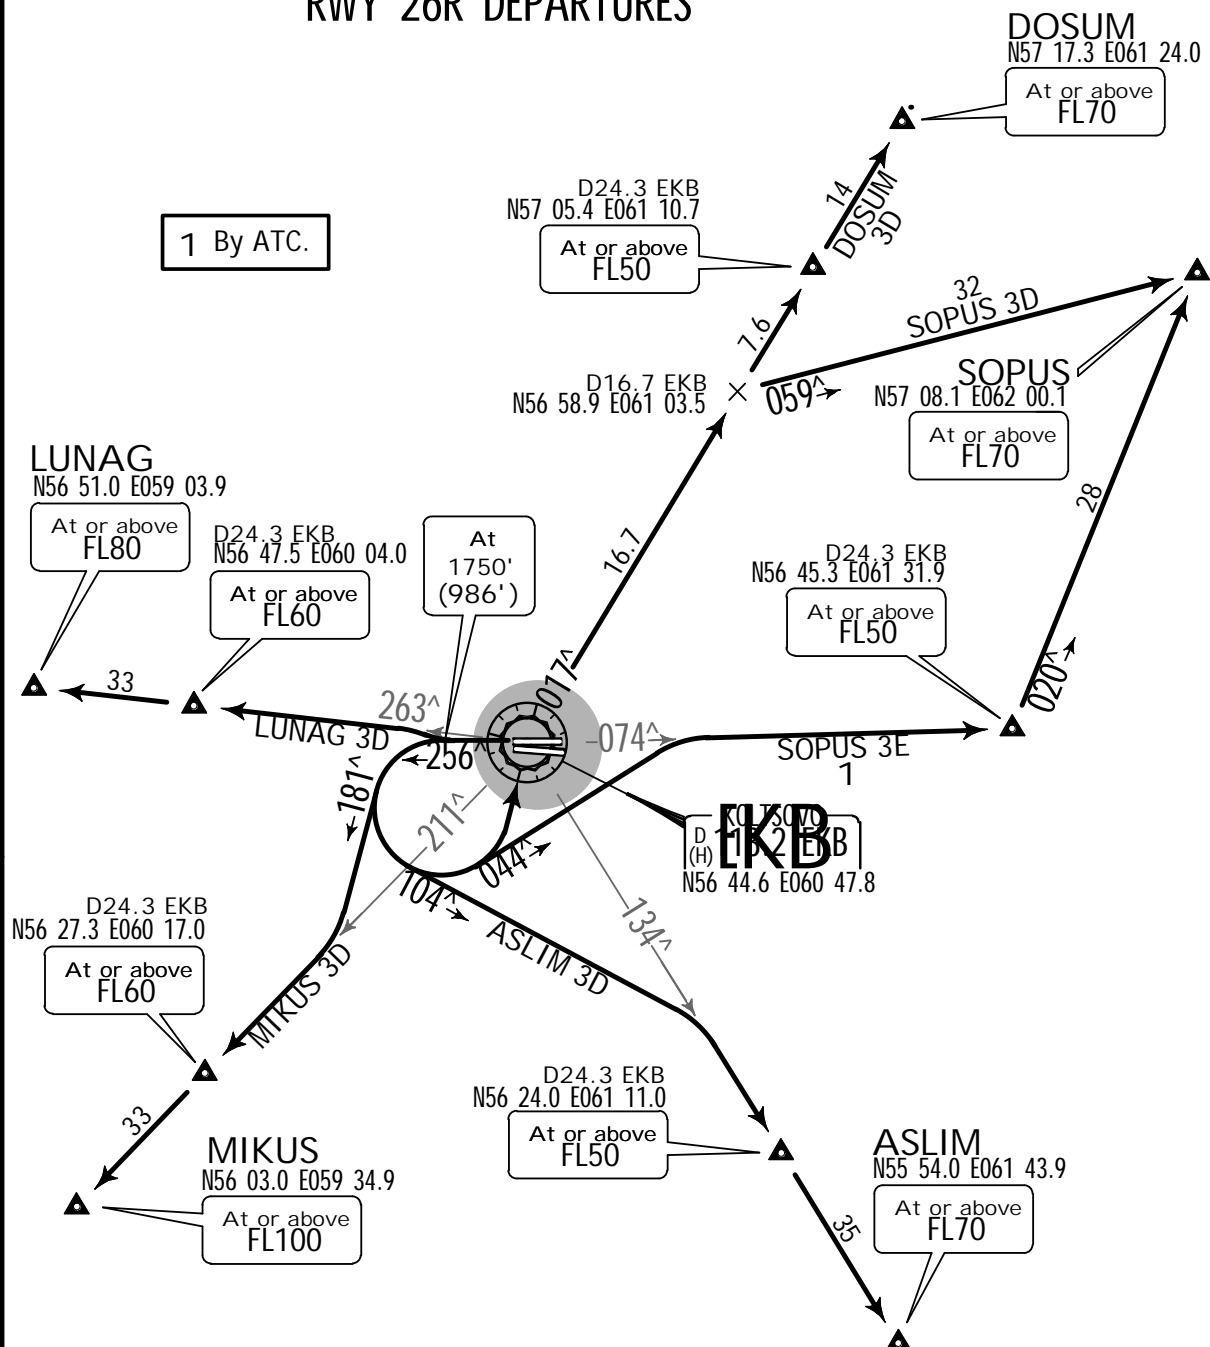 RWY 26R DEPARTURES
DOSUM
N57 17.3 E061 24.0
At or above
FL70
14
DOSUM
3D
D24.3 EKB
N57 05.4 E061 10.7
At or above
FL50
1 By ATC.
7.6
32
SOPUS 3D
D16.7 EKB
N56 58.9 E061 03.5
059^
SOPUS
N57 08.1 E062 00.1
At or above
FL70
28
LUNAG
N56 51.0 E059 03.9
At or above
FL80
D24.3 EKB
N56 47.5 E060 04.0
At or above
FL60
At
1750'
(986')
16.7
D24.3 EKB
N56 45.3 E061 31.9
At or above
FL50
020^
33
263^
LUNAG 3D
256^
017^
074^
SOPUS 3E
1
181^
211^
044^
104^
KOLTSOVO
D
(H)
EKB
N56 44.6 E060 47.8
134^
ASLIM 3D
D24.3 EKB
N56 27.3 E060 17.0
At or above
FL60
MIKUS 3D
33
MIKUS
N56 03.0 E059 34.9
At or above
FL100
D24.3 EKB
N56 24.0 E061 11.0
At or above
FL50
35
ASLIM
N55 54.0 E061 43.9
At or above
FL70